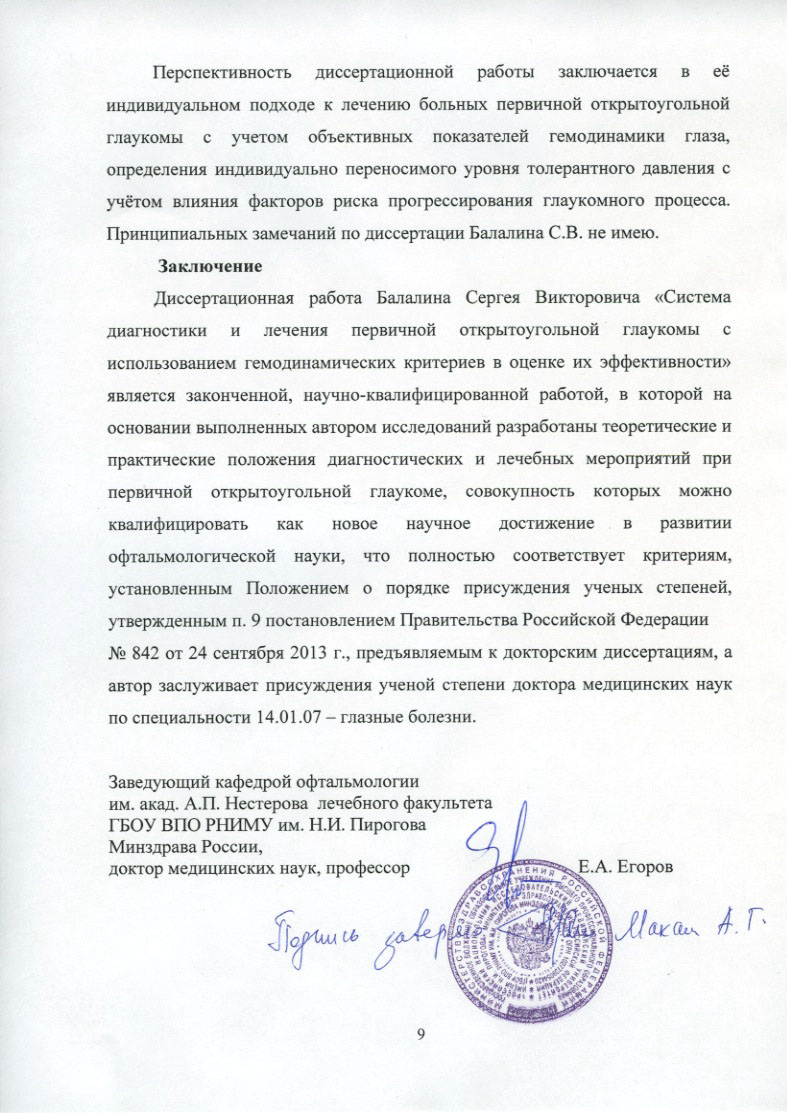 Перспективность диссертационной работы заключается в её
индивидуальном подходе к лечению больных первичной открытоугольной
глаукомы с учетом объективных показателей гемодинамики глаза,
определения индивидуально переносимого уровня толерантного давления с
учётом влияния факторов риска прогрессирования глаукомного процесса.
Принципиальных замечаний по диссертации Балалина С.В. не имею.
Заключение
Диссертационная работа Балалина Сергея Викторовича «Система
диагностики и лечения первичной открытоугольной глаукомы с
использованием гемодинамических критериев в оценке их эффективности»
является законченной, научно-квалифицированной работой, в которой на
основании выполненных автором исследований разработаны теоретические и
практические положения диагностических и лечебных мероприятий при
первичной открытоугольной глаукоме, совокупность которых можно
квалифицировать как новое научное достижение в развитии
офтальмологической науки, что полностью соответствует критериям,
установленным Положением о порядке присуждения ученых степеней,
утвержденным п. 9 постановлением Правительства Российской Федерации
№ 842 от 24 сентября 2013 г., предъявляемым к докторским диссертациям, а
автор заслуживает присуждения ученой степени доктора медицинских наук
по специальности 14.01.07 – глазные болезни.
Заведующий кафедрой офтальмологии
им. акад. А.П. Нестерова лечебного факультета
ГБОУ ВПО РНИМУ им. Н.И. Пирогова
Минздрава России,
доктор медицинских наук, профессор Е.А. Егоров
МИНИСТЕРСТВО ЗДРАВООХРАНЕНИЯ РОССИЙСКОЙ ФЕДЕРАЦИИ
Подпись заверяю А. Г.
9